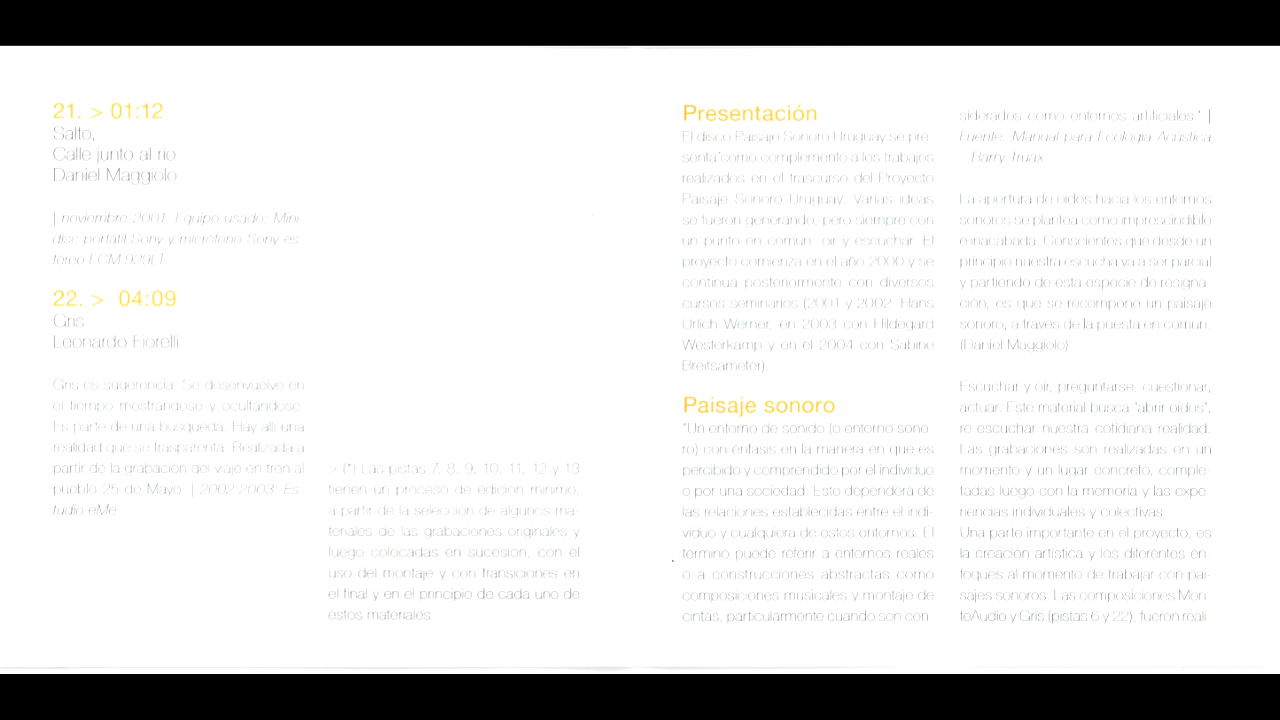 21. > 01:12
Salto,
Calle junto al río
Daniel Maggiolo
| noviembre 2001. Equipo usado: Mini
disc portátil Sony y micrófono Sony es-
téreo ECM 929LT
22. > 04:09
Gris
Leonardo Fiorelli
Gris es sugerencia. Se desenvuelve en
el tiempo mostrándose y ocultándose.
Es parte de una búsqueda. Hay allí una
realidad que se trasparenta. Realizada a
partir de la grabación del viaje en tren al
pueblo 25 de Mayo. | 2002-2003. Es-
tudio eMe
> (*) Las pistas 7, 8, 9, 10, 11, 12 y 13
tienen un proceso de edición mínimo,
a partir de la selección de algunos ma-
teriales de las grabaciones originales y
luego colocadas en sucesión, con el
uso del montaje y con transiciones en
el final y en el principio de cada uno de
estos materiales.
Presentación
El disco Paisaje Sonoro Uruguay se pre-
senta como complemento a los trabajos
realizados en el trascurso del Proyecto
Paisaje Sonoro Uruguay. Varias ideas
se fueron generando, pero siempre con
un punto en común: oír y escuchar. El
proyecto comienza en el año 2000 y se
continúa posteriormente con diversos
cursos seminarios (2001 y 2002 Hans
Urlich Werner, en 2003 con Hildegard
Westerkamp y en el 2004 con Sabine
Breitsameter).
Paisaje sonoro
"Un entorno de sonido (o entorno sono-
ro) con énfasis en la manera en que es
percibido y comprendido por el individuo
o por una sociedad. Esto dependerá de
las relaciones establecidas entre el indi-
viduo y cualquiera de estos entornos. El
término puede referir a entornos reales
o a construcciones abstractas como
composiciones musicales y montaje de
cintas, particularmente cuando son con-
siderados como entornos artificiales" |
Fuente: Manual para Ecología Acústica
- Barry Truax
La apertura de oídos hacia los entornos
sonoros se plantea como imprescindible
e inacabada. Conscientes que desde un
principio nuestra escucha va a ser parcial
y partiendo de esta especie de resigna-
ción, es que se recompone un paisaje
sonoro, a través de la puesta en común.
(Daniel Maggiolo)
Escuchar y oír, preguntarse, cuestionar,
actuar. Este material busca "abrir oídos",
re escuchar nuestra cotidiana realidad.
Las grabaciones son realizadas en un
momento y un lugar concreto, comple-
tadas luego con la memoria y las expe-
riencias individuales y colectivas.
Una parte importante en el proyecto, es
la creación artística y los diferentes en-
foques al momento de trabajar con pai-
sajes sonoros. Las composiciones Mon-
teAudio y Gris (pistas 6 y 22), fueron reali-